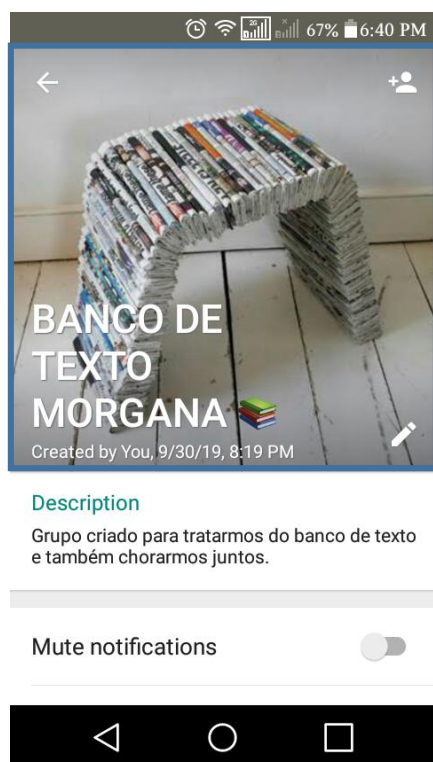 2G
67% 6:40 PM
BANCO DE
TEXTO
MORGANA 📚
Created by You, 9/30/19, 8:19 PM
Description
Grupo criado para tratarmos do banco de texto
e também chorarmos juntos.
Mute notifications